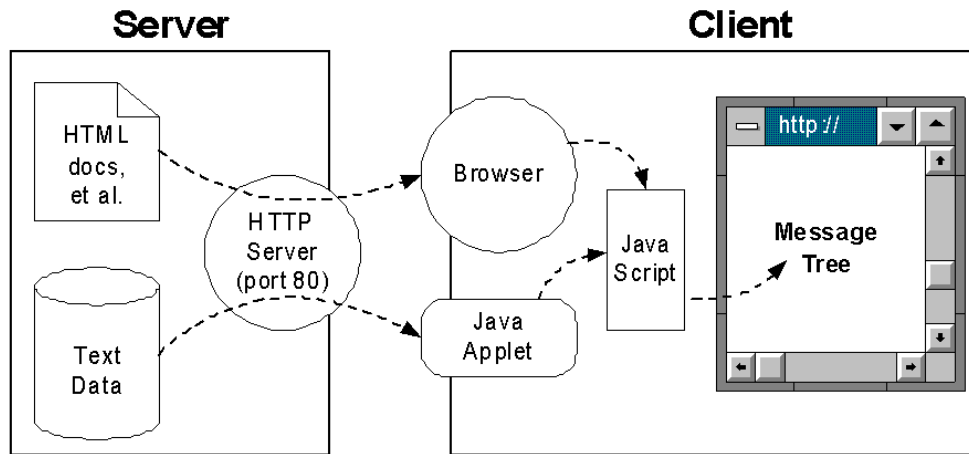 Server
Client
HTML
docs,
et al.
HTTP
Server
(port 80)
Text
Data
Browser
Java
Applet
Java
Script
http://
Message
Tree